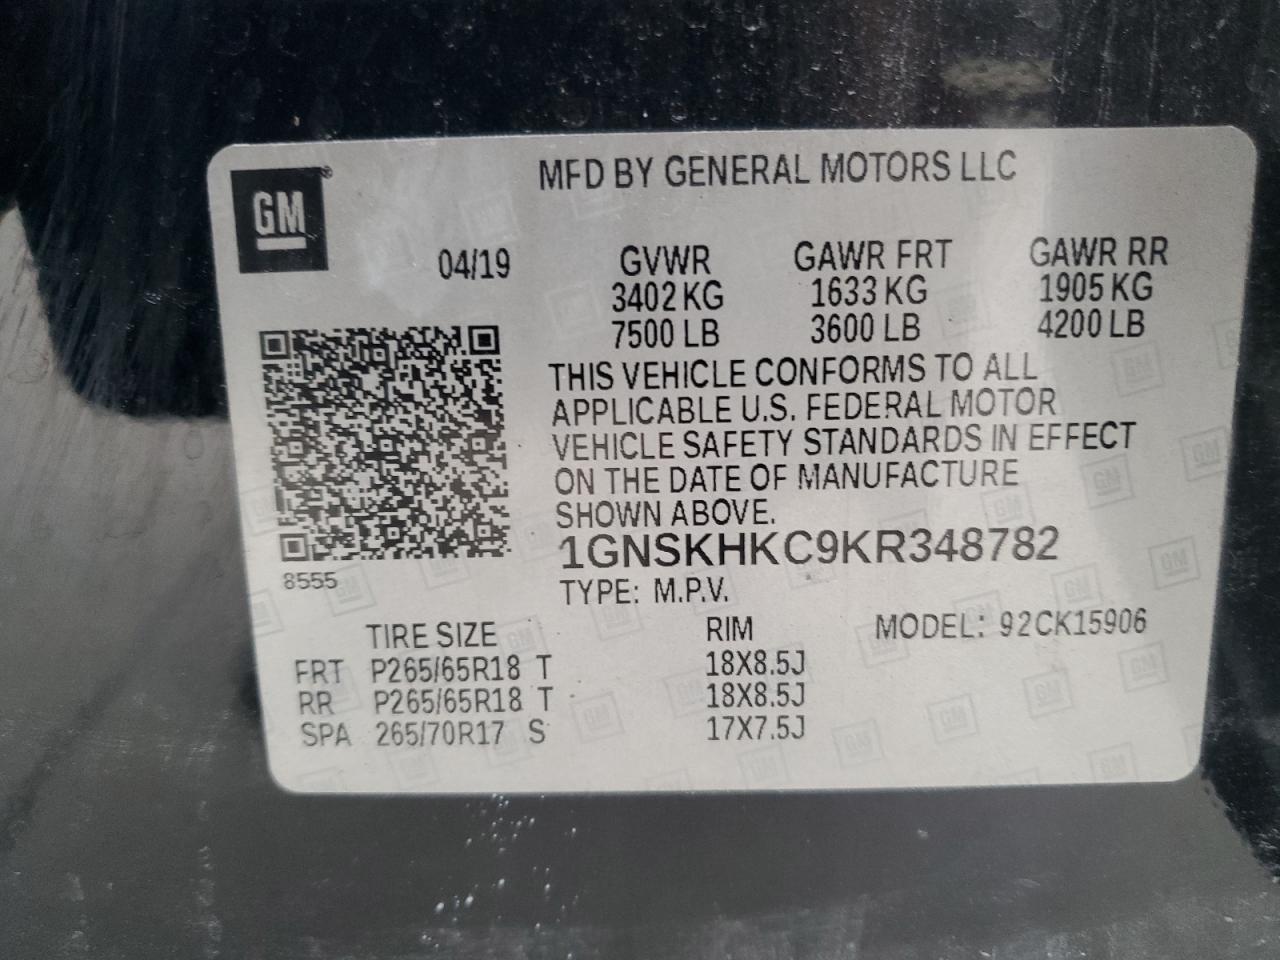 GM
MFD BY GENERAL MOTORS LLC
04/19
GVWR GAWR FRT GAWR RR
3402 KG 1633 KG 1905 KG
7500 LB 3600 LB 4200 LB
THIS VEHICLE CONFORMS TO ALL
APPLICABLE U.S. FEDERAL MOTOR
VEHICLE SAFETY STANDARDS IN EFFECT
ON THE DATE OF MANUFACTURE
SHOWN ABOVE.
1GNSKHKC9KR348782
8555
TYPE: M.P.V.
TIRE SIZE RIM MODEL: 92CK15906
FRT P265/65R18 T 18X8.5J
RR P265/65R18 T 18X8.5J
SPA 265/70R17 S 17X7.5J